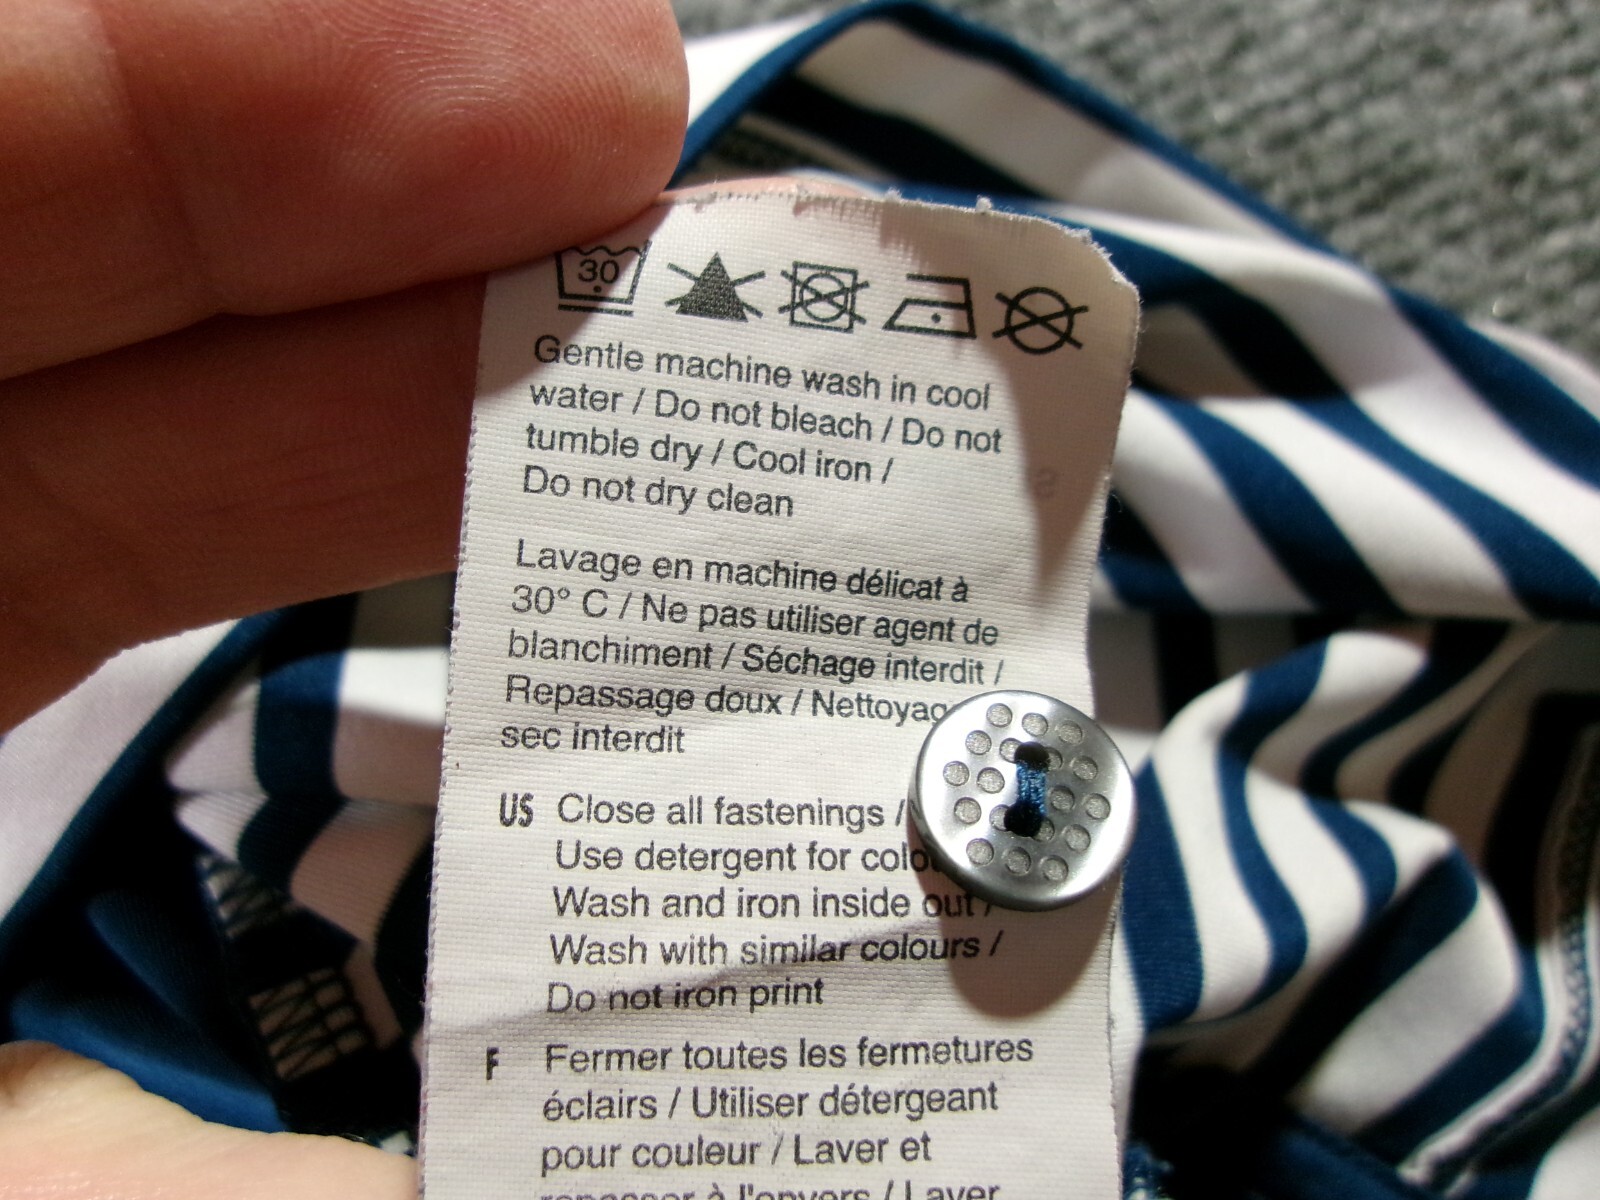 30
Gentle machine wash in cool
water / Do not bleach / Do not
tumble dry / Cool iron /
Do not dry clean
Lavage en machine délicat à
30° C / Ne pas utiliser agent de
blanchiment / Séchage interdit /
Repassage doux /
sec interdit
US Close all fastenings /
Use detergent for
Wash and iron inside out /
Wash with similar colours /
Do not iron print
F Fermer toutes les fermetures
éclairs / Utiliser détergeant
pour couleur / Laver et
repasser à l'envers / Laver